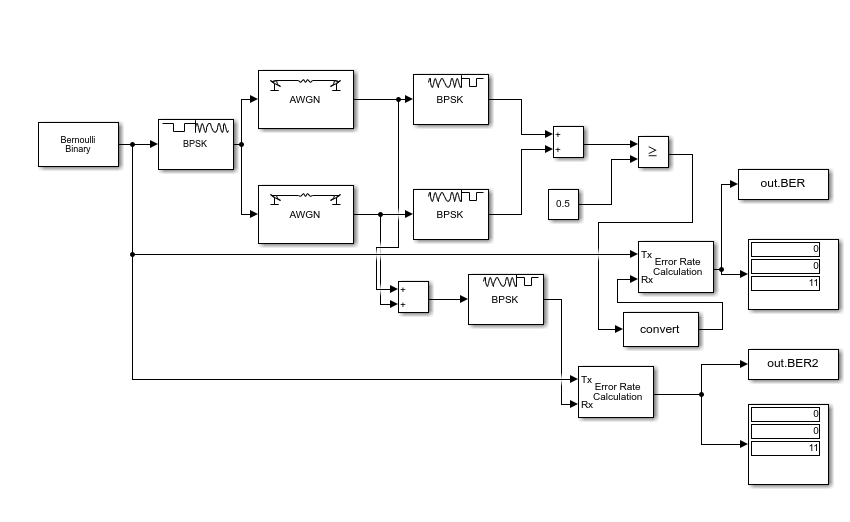 Bernoulli
Binary
BPSK
AWGN
AWGN
BPSK
BPSK
+
+
0.5
≥
out.BER
Tx
Rx
Error Rate
Calculation
0
0
11
+
+
BPSK
convert
out.BER2
Tx
Rx
Error Rate
Calculation
0
0
11